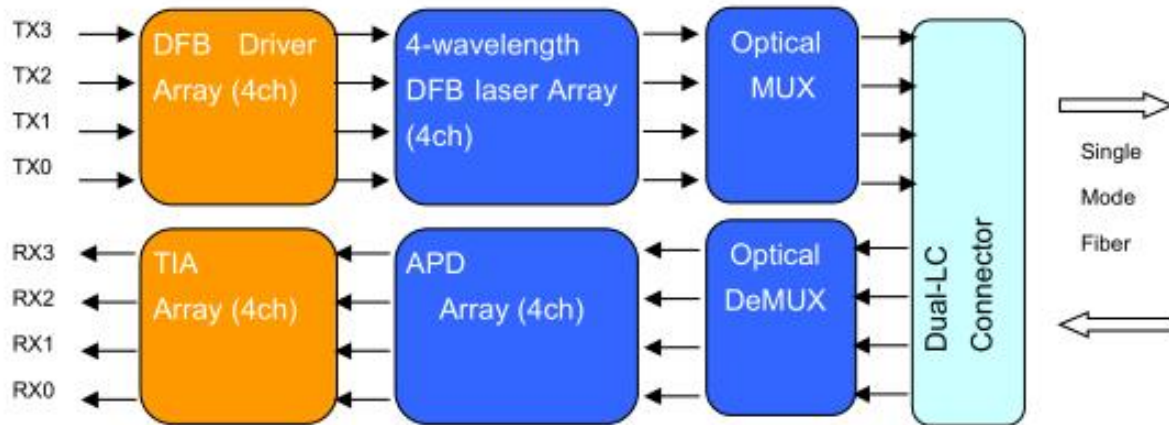 TX3
TX2
TX1
TX0
DFB Driver
Array (4ch)
4-wavelength
DFB laser Array
(4ch)
Optical
MUX
Single
Mode
Fiber
RX3
RX2
RX1
RX0
TIA
Array (4ch)
APD
Array (4ch)
Optical
DeMUX
Dual-LC
Connector